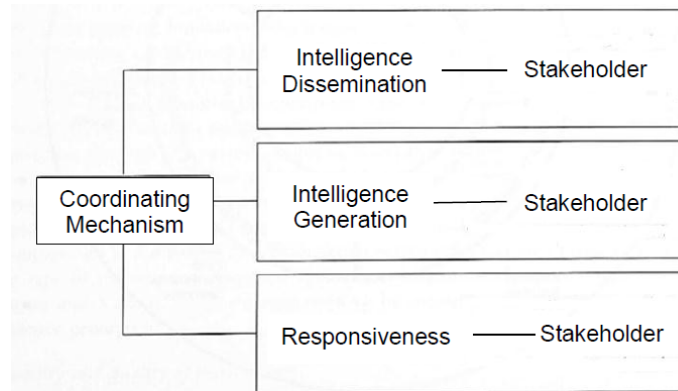 Intelligence
Dissemination
Stakeholder
Coordinating
Mechanism
Intelligence
Generation
Stakeholder
Responsiveness
Stakeholder